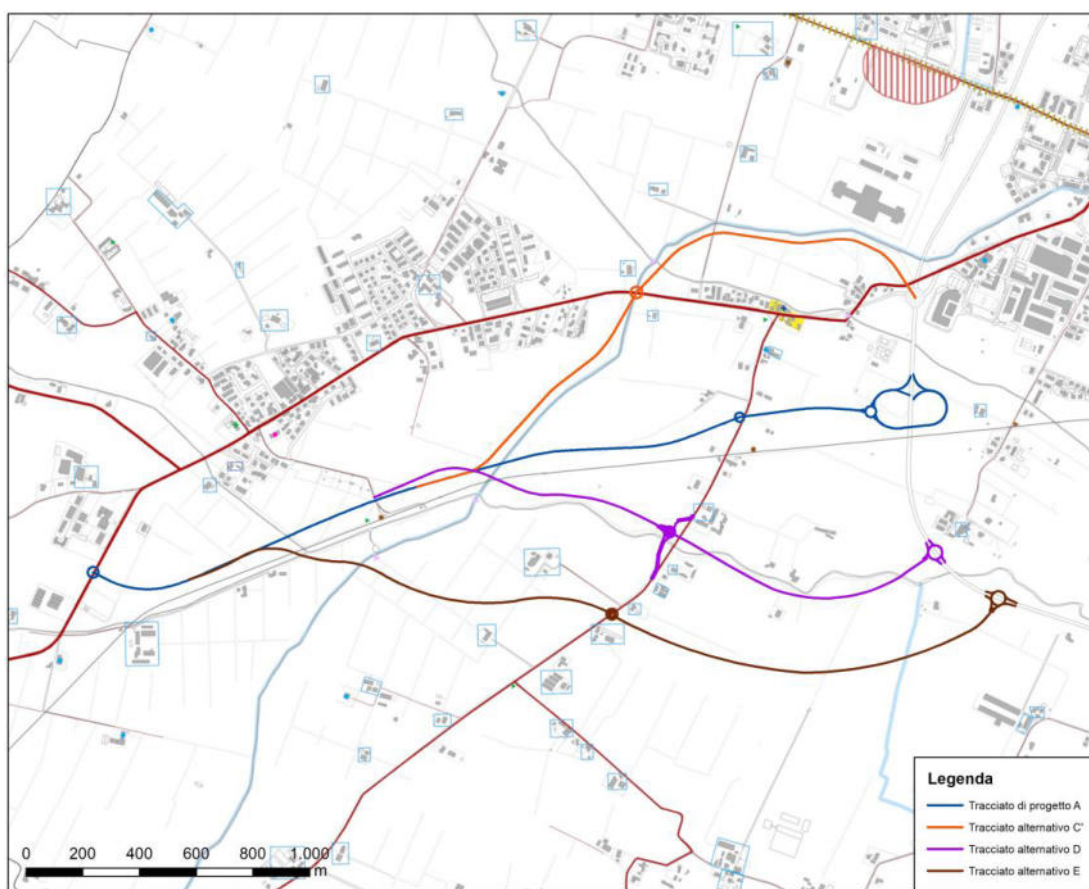 0 200 400 600 800 1.000
m
Legenda
Tracciato di progetto A
Tracciato alternativo C'
Tracciato alternativo D
Tracciato alternativo E